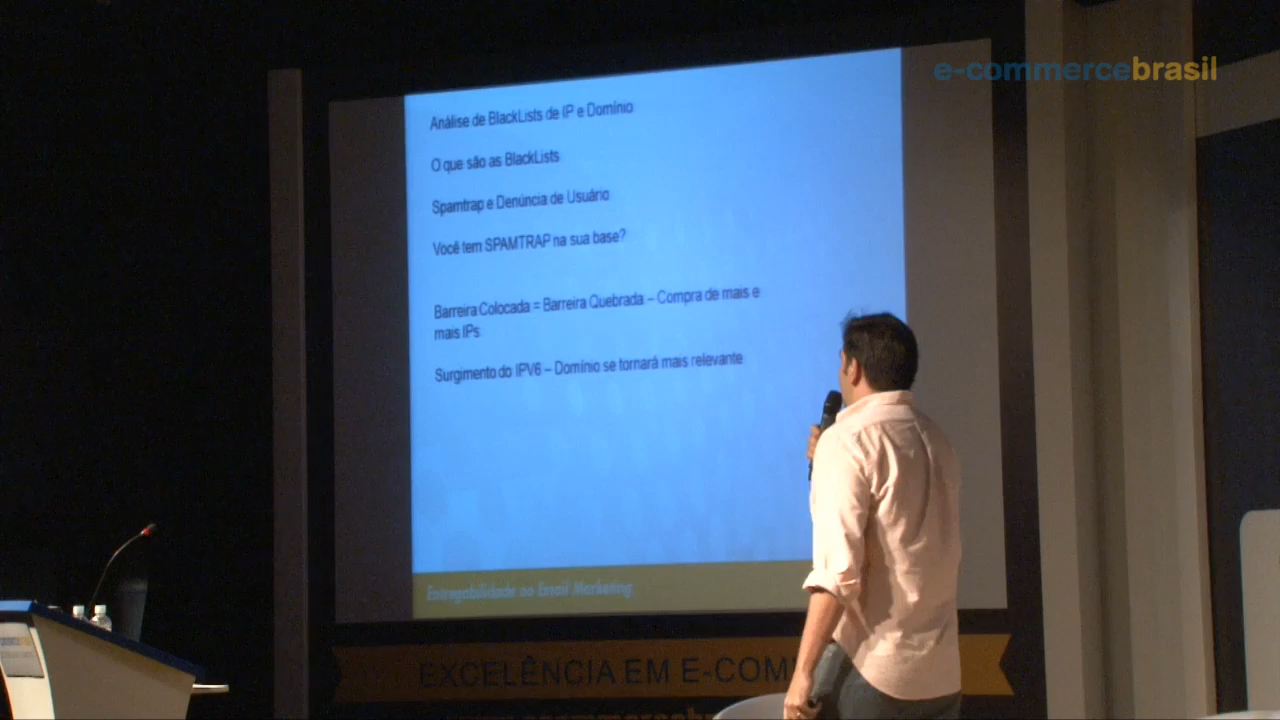 e-commercebrasil
Análise de BlackLists de IP e Domínio
O que são as BlackLists
Spamtrap e Denúncia de Usuário
Você tem SPAMTRAP na sua base?
Barreira Colocada = Barreira Quebrada – Compra de mais e
mais IPs
Surgimento do IPV6 – Domínio se tornará mais relevante
Entregabilidade no Email Marketing
EXCELÊNCIA EM E-COM